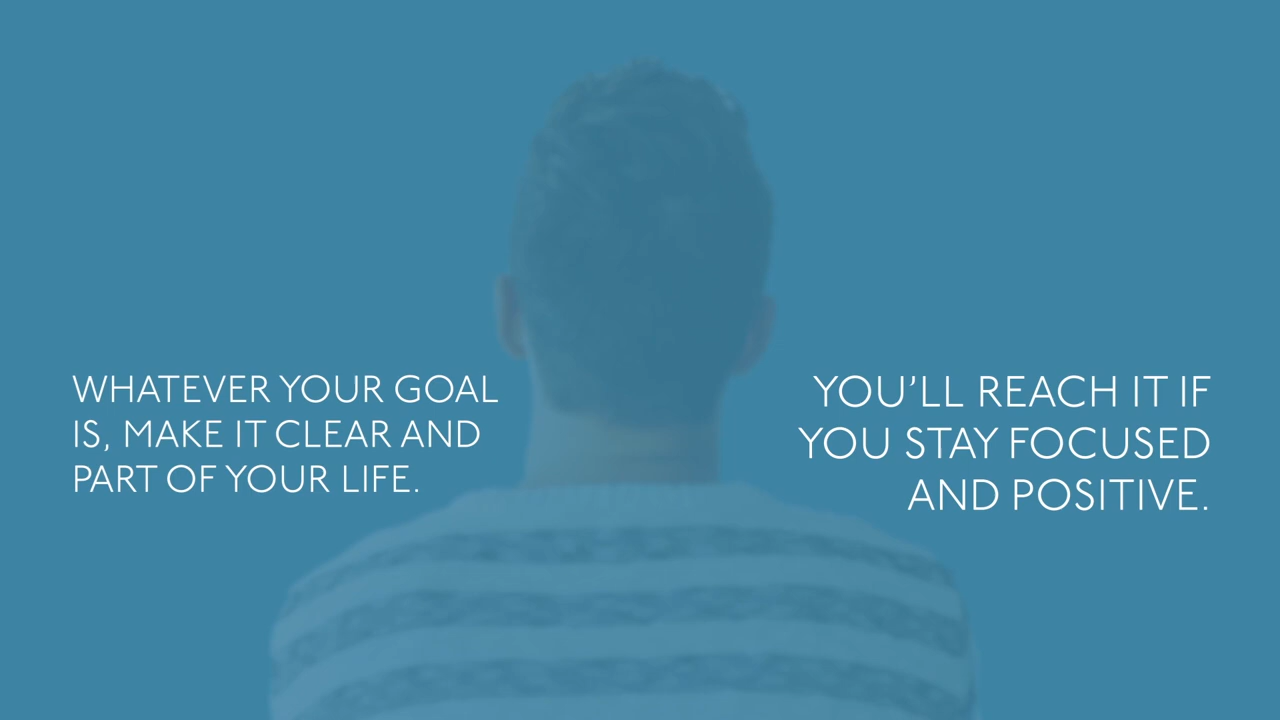 WHATEVER YOUR GOAL
IS, MAKE IT CLEAR AND
PART OF YOUR LIFE.
YOU’LL REACH IT IF
YOU STAY FOCUSED
AND POSITIVE.